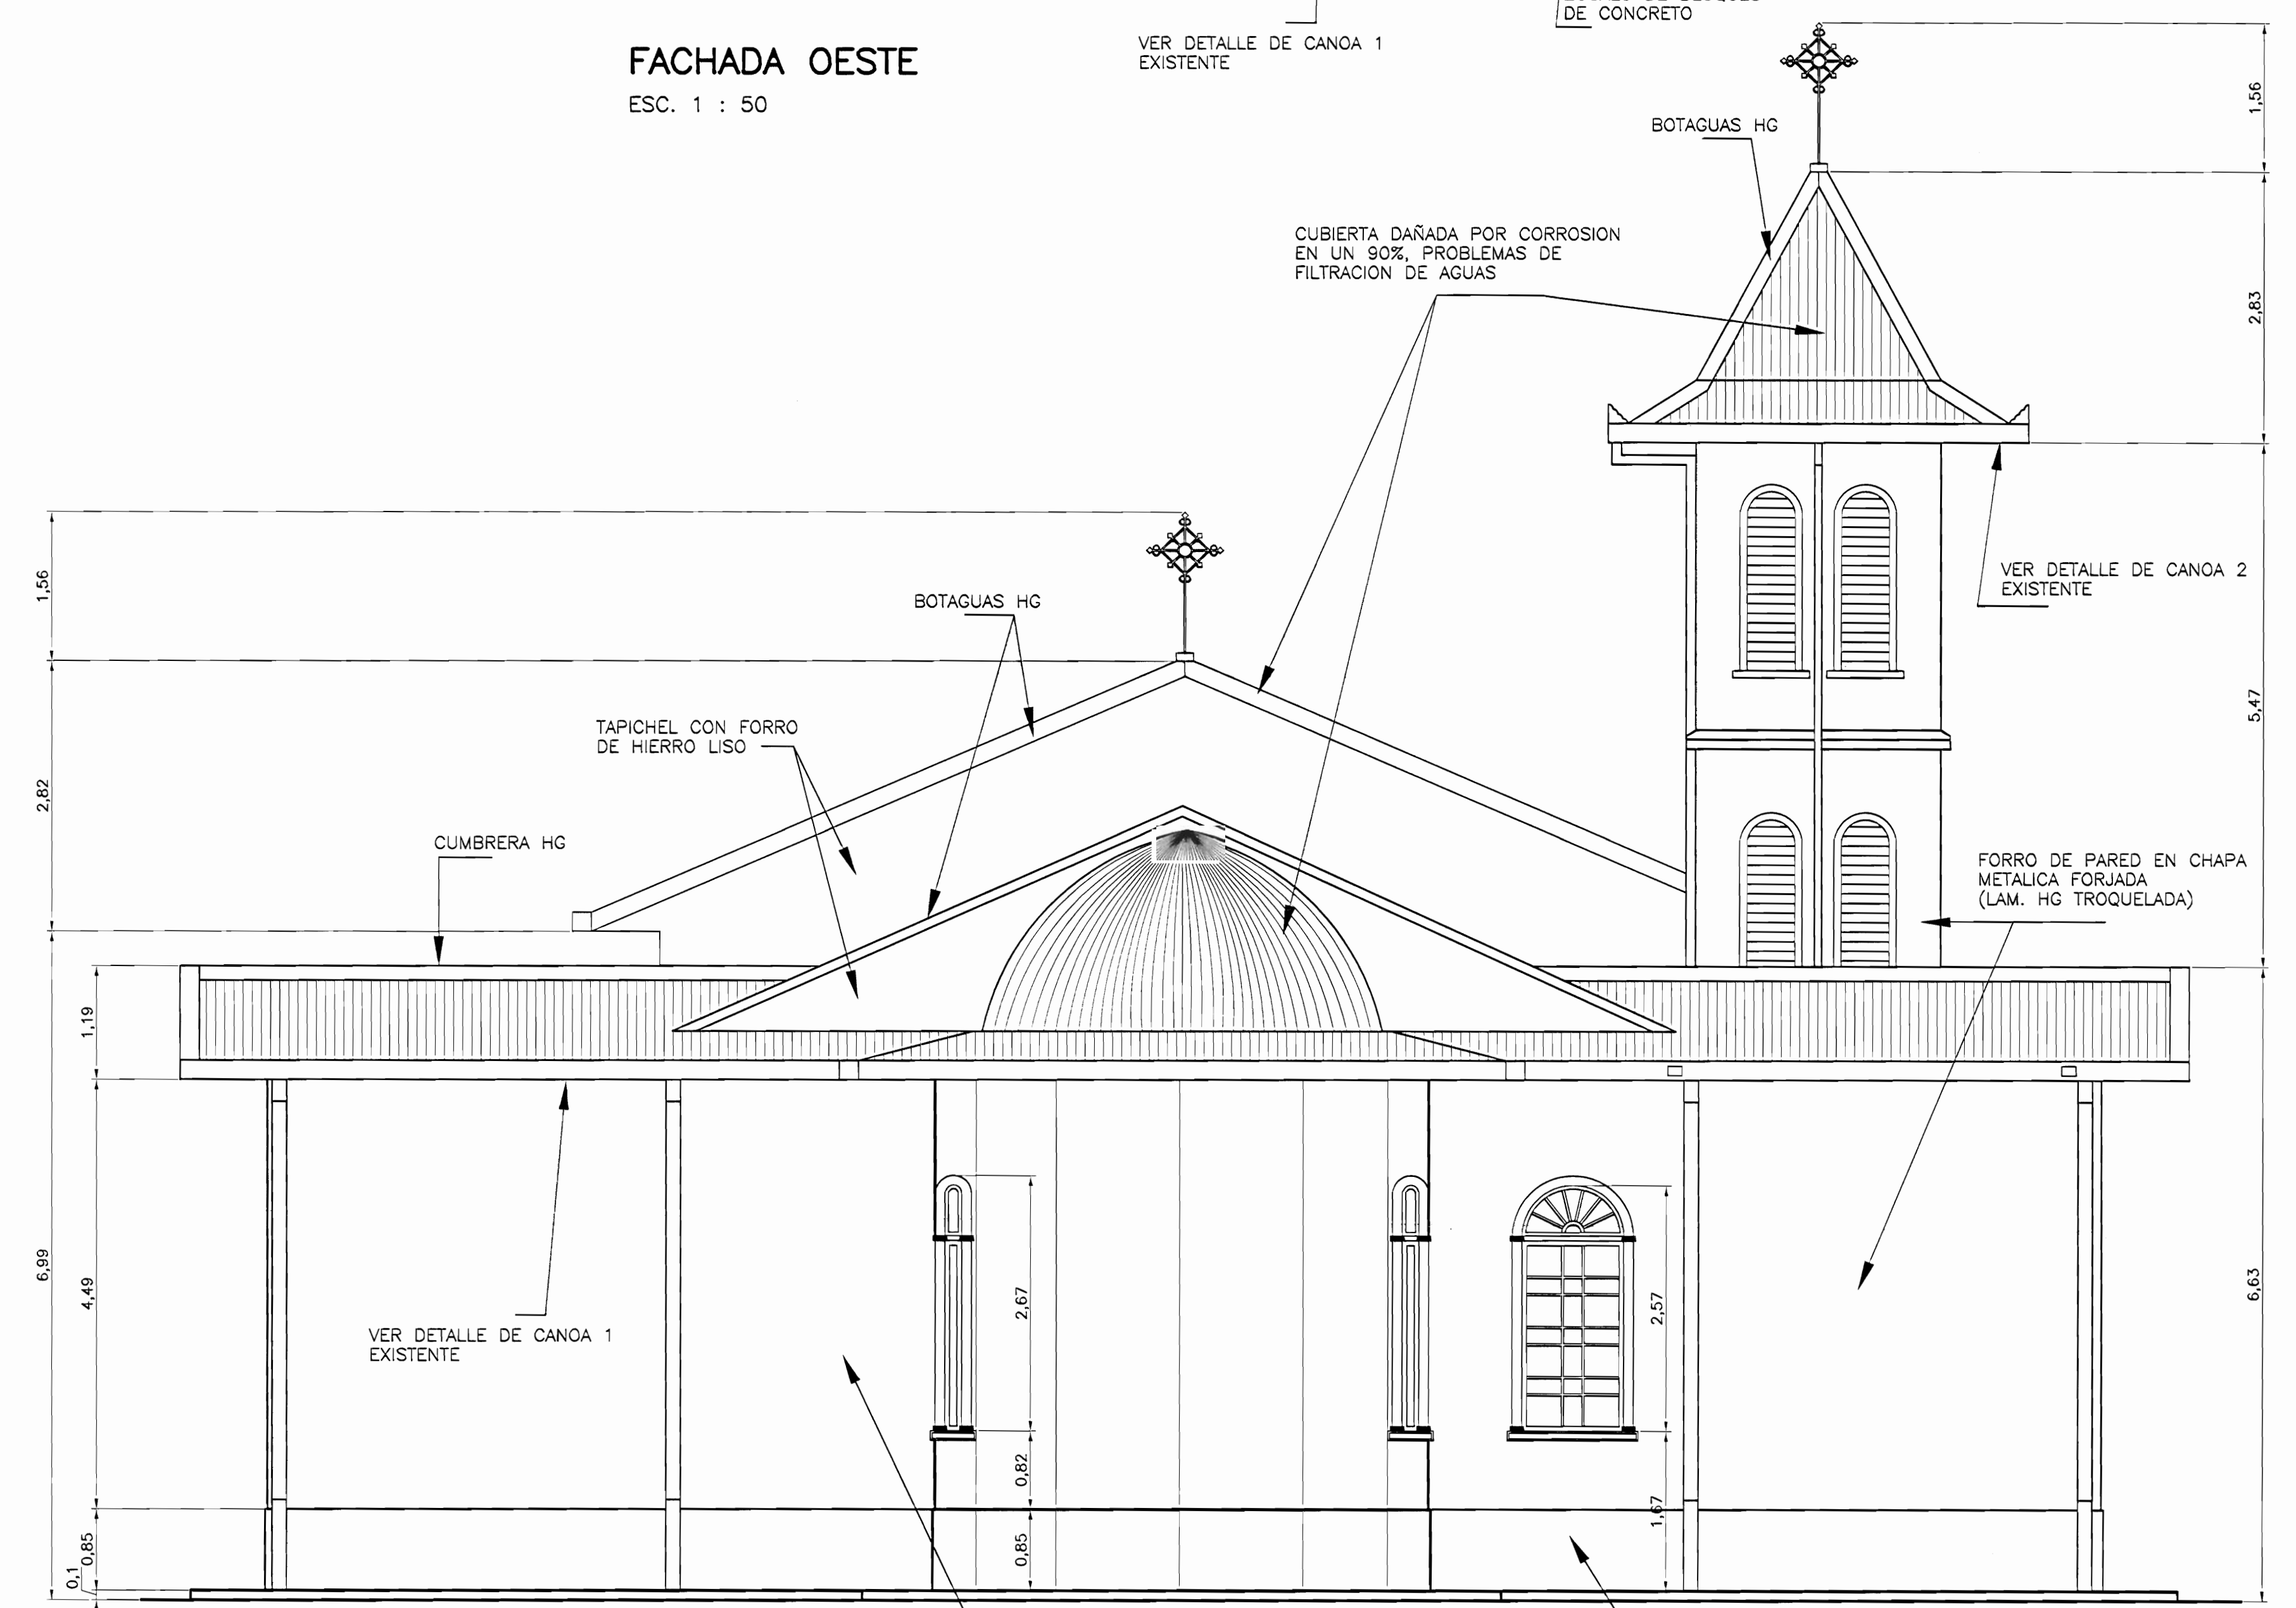 DE CONCRETO
VER DETALLE DE CANOA 1
EXISTENTE
FACHADA OESTE
ESC. 1 : 50
1,56
BOTAGUAS HG
CUBIERTA DAÑADA POR CORROSION
EN UN 90%, PROBLEMAS DE
FILTRACION DE AGUAS
2,83
VER DETALLE DE CANOA 2
EXISTENTE
1,56
BOTAGUAS HG
5,47
TAPICHEL CON FORRO
DE HIERRO LISO
2,82
CUMBRERA HG
FORRO DE PARED EN CHAPA
METALICA FORJADA
(LAM. HG TROQUELADA)
1,19
6,99
4,49
2,67
2,57
6,63
VER DETALLE DE CANOA 1
EXISTENTE
0,82
1,67
0,85
0,85
0,1